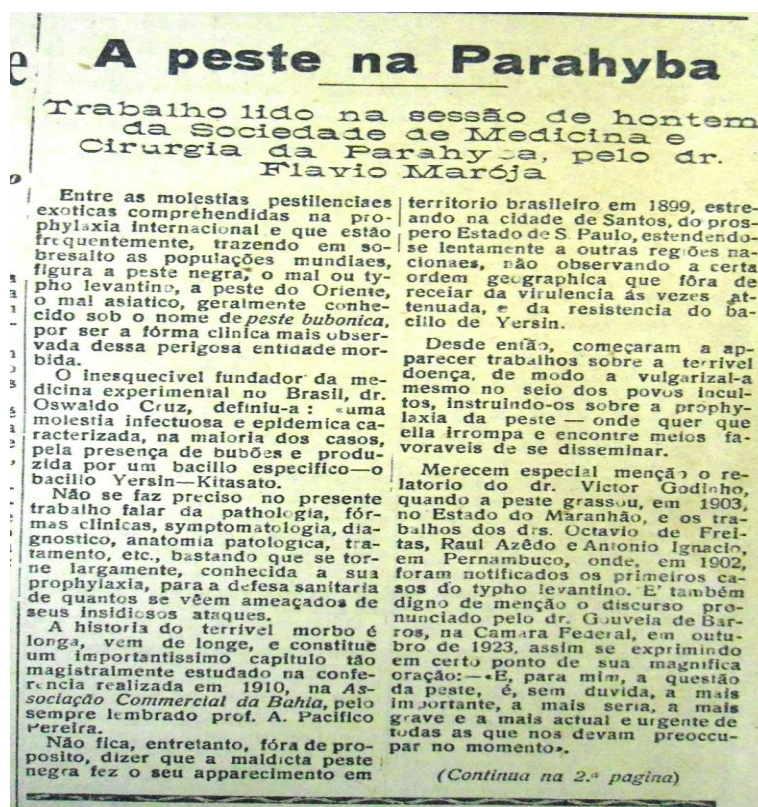 A peste na Parahyba
Trabalho lido na sessão de hontem
da Sociedade de Medicina e
Cirurgia da Parahyba, pelo dr.
Flavio Marója
Entre as molestias pestilenciaes
exoticas comprehendidas na pro-
phylaxia internacional e que estão
frequentemente, trazendo em so-
bresalto as populações mundiaes,
figura a peste negra, o mal ou ty-
pho levantino, a peste do Oriente,
o mal asiatico, geralmente conhe-
cido sob o nome de peste bubonica,
por ser a fórma clinica mais obser-
vada dessa perigosa entidade mor-
bida.
O inesquecivel fundador da me-
dicina experimental no Brasil, dr.
Oswaldo Cruz, definiu-a: «uma
molestia infectuosa e epidemica ca-
racterizada, na maioria dos casos,
pela presença de bubões e produ-
zida por um bacillo especifico—o
bacillo Yersin—Kitasato.
Não se faz preciso no presente
trabalho falar da pathologia, fór-
mas clinicas, symptomatologia, dia-
gnostico, anatomia patologica, tra-
tamento, etc., bastando que se tor-
ne largamente, conhecida a sua
prophylaxia, para a defesa sanitaria
de quantos se vêem ameaçados de
seus insidiosos ataques.
A historia do terrivel morbo é
longa, vem de longe, e constitue
um importantissimo capitulo tão
magistralmente estudado na confe-
rencia realizada em 1910, na As-
sociação Commercial da Bahia, pelo
sempre lembrado prof. A. Pacifico
Pereira.
Não fica, entretanto, fóra de pro-
posito, dizer que a maldicta peste
negra fez o seu apparecimento em
territorio brasileiro em 1899, estre-
ando na cidade de Santos, do pros-
pero Estado de S. Paulo, estendendo-
se lentamente a outras regiões na-
cionaes, não observando a certa
ordem geographica que fôra de
receiar da virulencia ás vezes at-
tenuada, e da resistencia do ba-
cillo de Yersin.
Desde então, começaram a ap-
parecer trabalhos sobre a terrivel
doença, de modo a vulgarizal-a
mesmo no seio dos povos incul-
tos, instruindo-os sobre a prophy-
laxia da peste — onde quer que
ella irrompa e encontre meios fa-
voraveis de se disseminar.
Merecem especial menção o re-
latorio do dr. Victor Godinho,
quando a peste grassou, em 1903,
no Estado do Maranhão, e os tra-
balhos dos drs. Octavio de Frei-
tas, Raul Azêdo e Antonio Ignacio,
em Pernambuco, onde, em 1902,
foram notificados os primeiros ca-
sos do typho levantino. E' também
digno de menção o discurso pro-
nunciado pelo dr. Gouveia de Bar-
ros, na Camara Federal, em outu-
bro de 1923, assim se exprimindo
em certo ponto de sua magnifica
oração:—«E, para mim, a questão
da peste, é, sem duvida, a mais
importante, a mais seria, a mais
grave e a mais actual e urgente de
todas as que nos devam preoccu-
par no momento».
(Continua na 2.ª pagina)